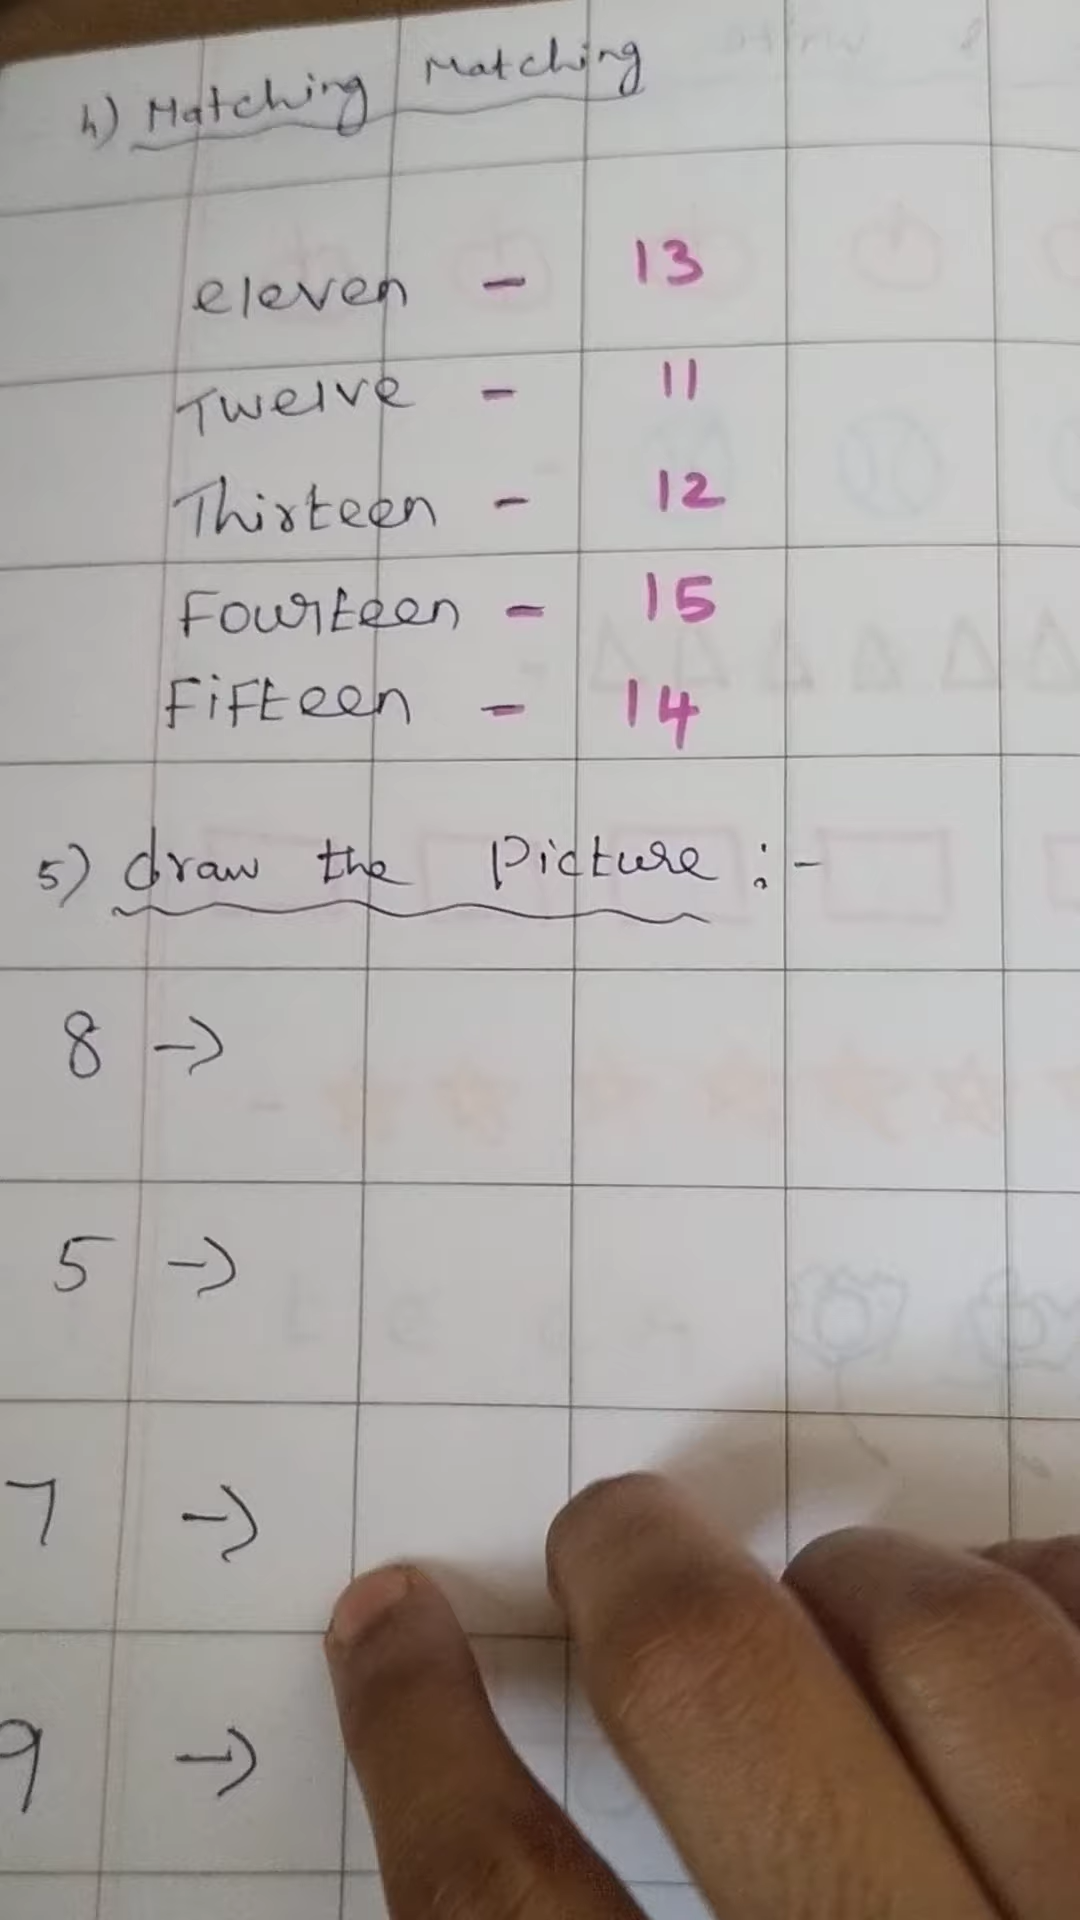 4) Matching Matching
eleven - 13
Twelve - 11
Thirteen - 12
Fourteen - 15
Fifteen - 14
5) draw the Picture :-
8 →
5 →
7 →
9 →